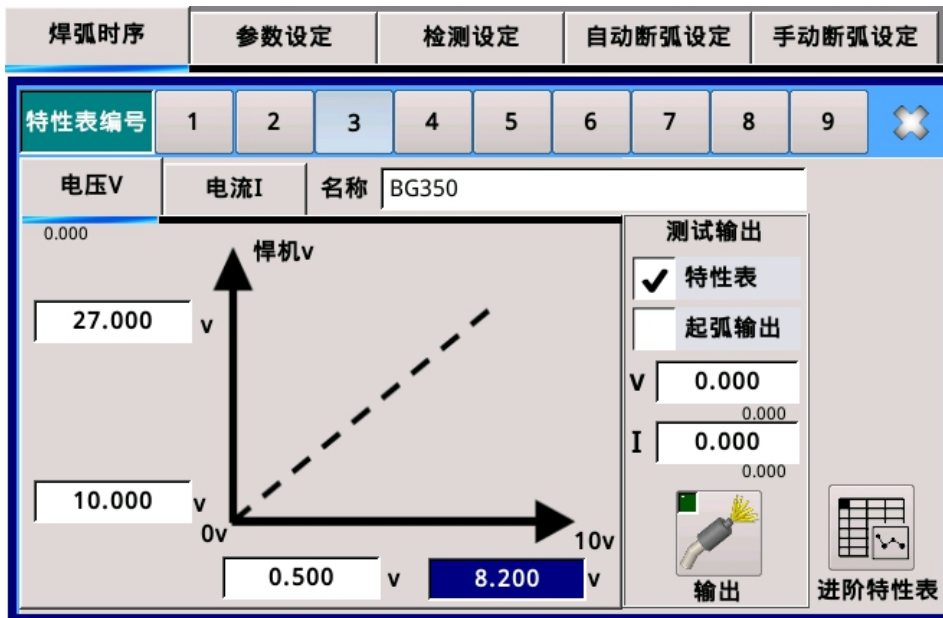 焊弧时序 参数设定 检测设定 自动断弧设定 手动断弧设定
特性表编号 1 2 3 4 5 6 7 8 9
电压V 电流I 名称 BG350
0.000
悍机v
27.000 v
10.000 v
0v
10v
0.500 v 8.200 v
测试输出
特性表
起弧输出
V 0.000
0.000
I 0.000
0.000
输出
进阶特性表